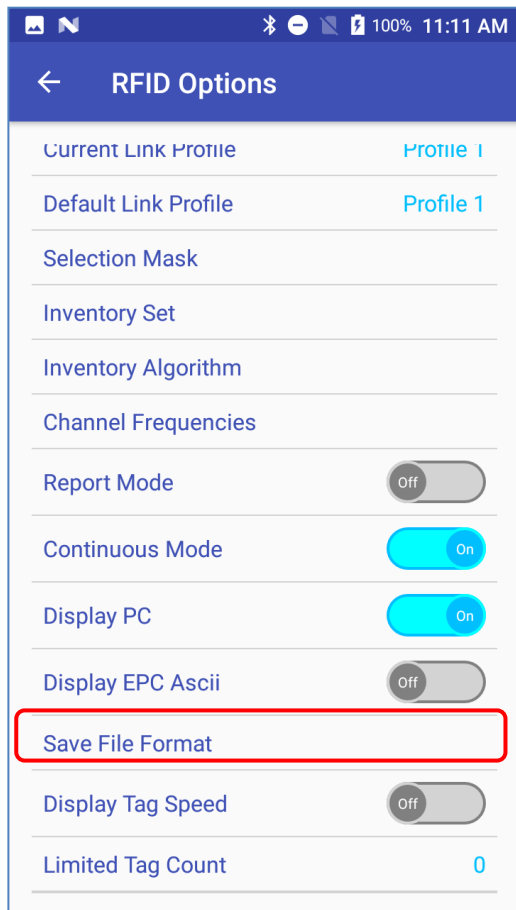 100% 11:11 AM
RFID Options
Current Link Profile Profile 1
Default Link Profile Profile 1
Selection Mask
Inventory Set
Inventory Algorithm
Channel Frequencies
Report Mode Off
Continuous Mode On
Display PC On
Display EPC Ascii Off
Save File Format
Display Tag Speed Off
Limited Tag Count 0